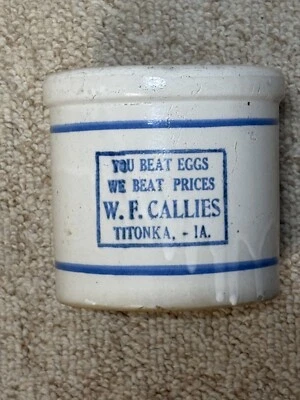 YOU BEAT EGGS
WE BEAT PRICES
W. F. CALLIES
TITONKA, - IA.